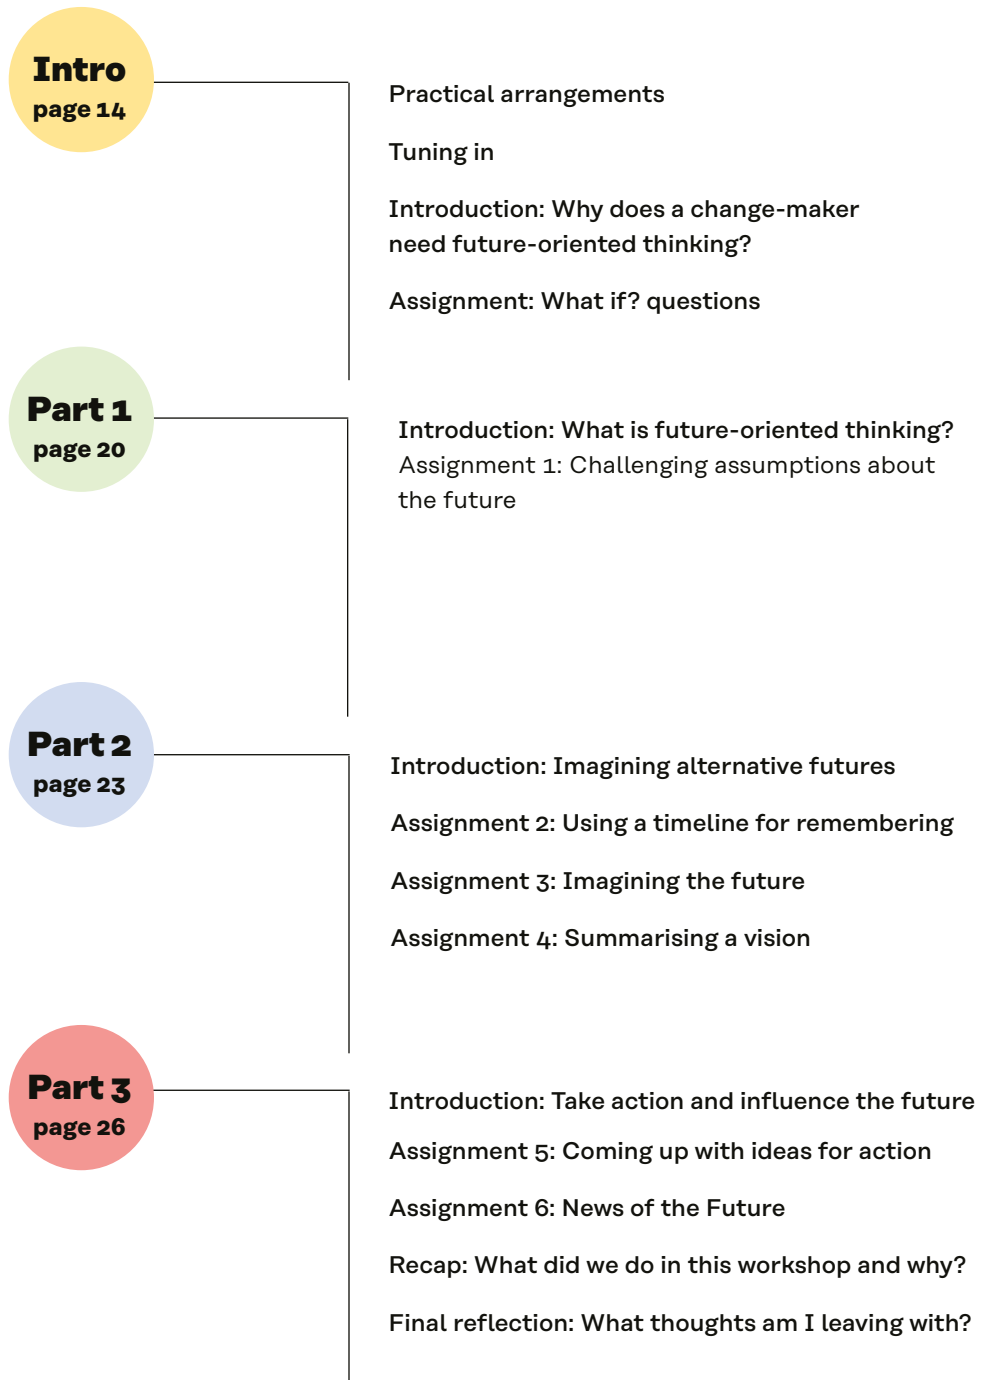 Intro
page 14
Practical arrangements
Tuning in
Introduction: Why does a change-maker
need future-oriented thinking?
Assignment: What if? questions
Part 1
page 20
Introduction: What is future-oriented thinking?
Assignment 1: Challenging assumptions about
the future
Part 2
page 23
Introduction: Imagining alternative futures
Assignment 2: Using a timeline for remembering
Assignment 3: Imagining the future
Assignment 4: Summarising a vision
Part 3
page 26
Introduction: Take action and influence the future
Assignment 5: Coming up with ideas for action
Assignment 6: News of the Future
Recap: What did we do in this workshop and why?
Final reflection: What thoughts am I leaving with?